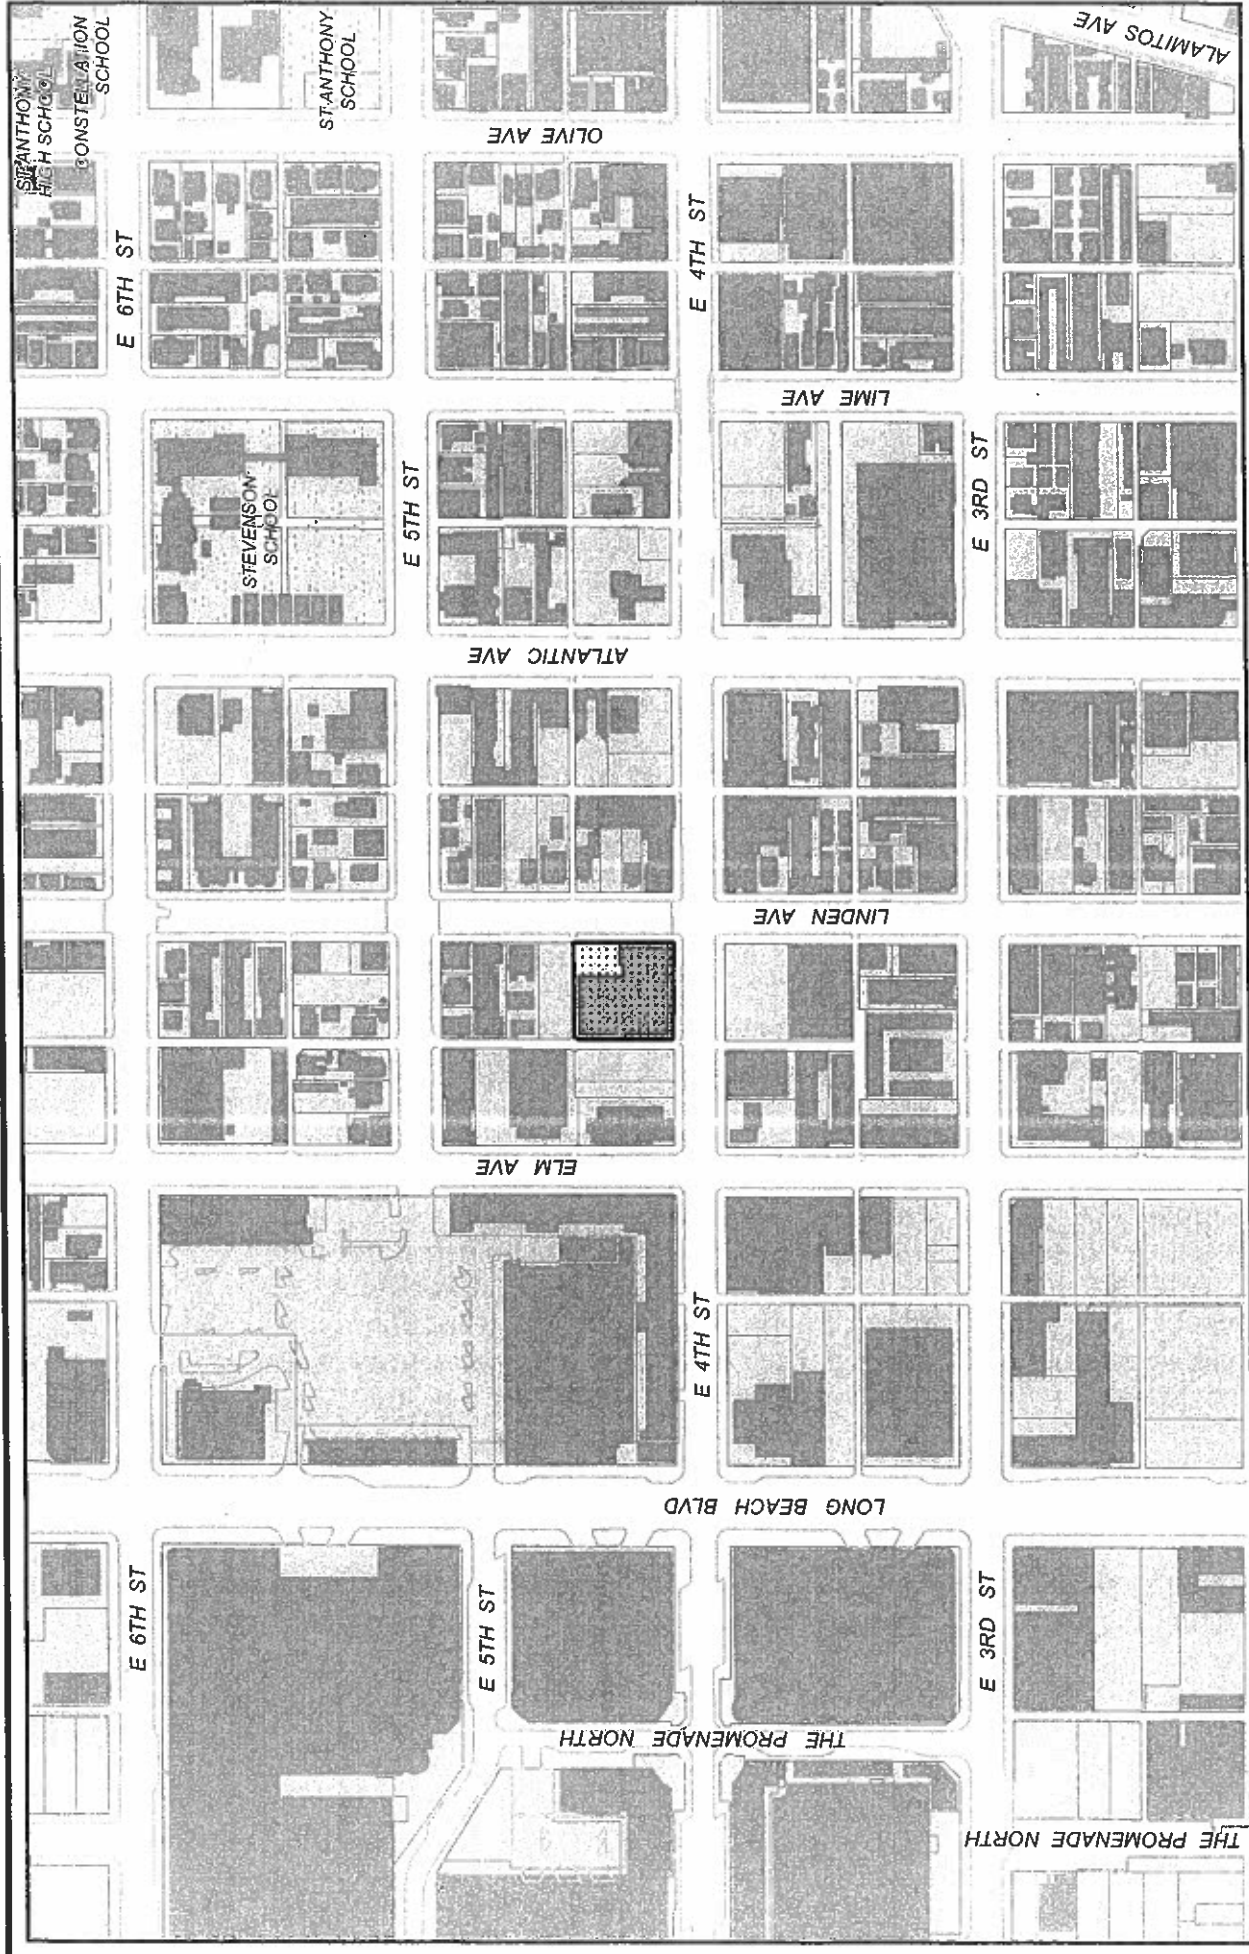 ST. ANTHONY
HIGH SCHOOL
CONSTELLATION
SCHOOL
ST. ANTHONY
SCHOOL
ALAMITOS AVE
OLIVE AVE
E 6TH ST
E 4TH ST
LIME AVE
STEVENSON
SCHOOL
E 5TH ST
E 3RD ST
ATLANTIC AVE
LINDEN AVE
ELM AVE
E 4TH ST
LONG BEACH BLVD
E 6TH ST
E 5TH ST
E 3RD ST
THE PROMENADE NORTH
THE PROMENADE NORTH